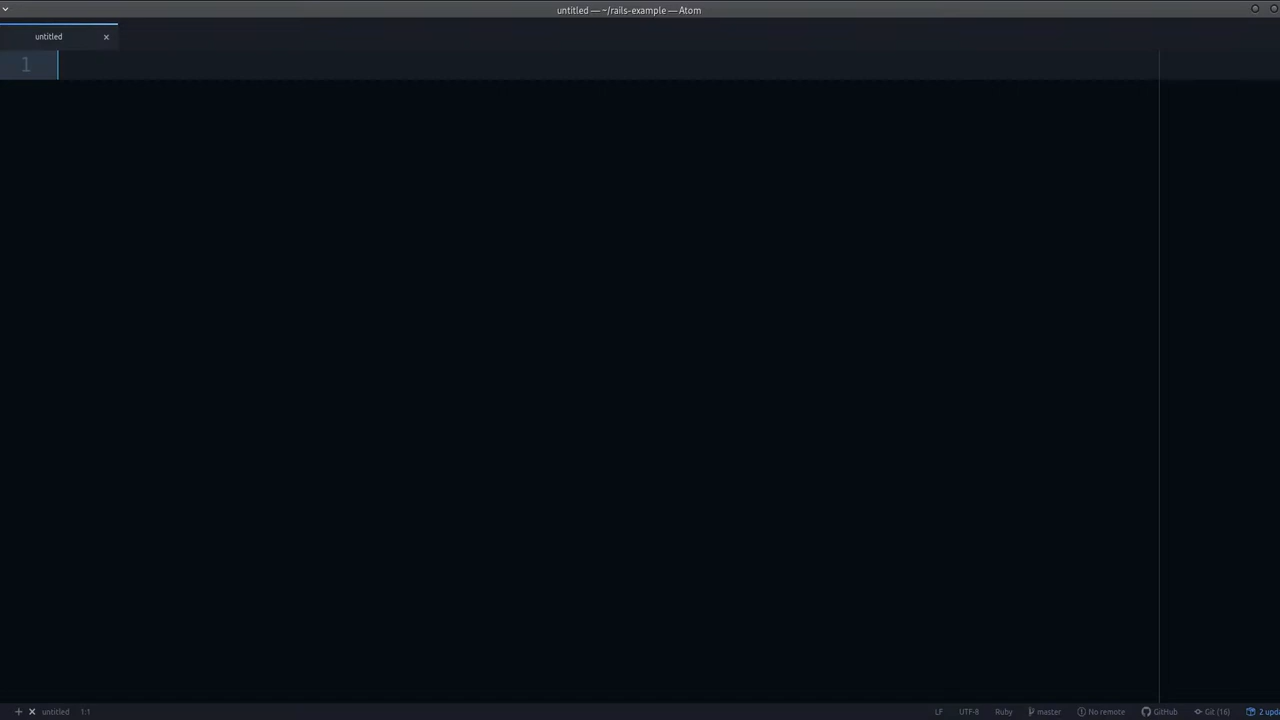 untitled — ~/rails-example — Atom
untitled
1
untitled 1:1 LF UTF-8 Ruby master No remote GitHub Git (16) 2